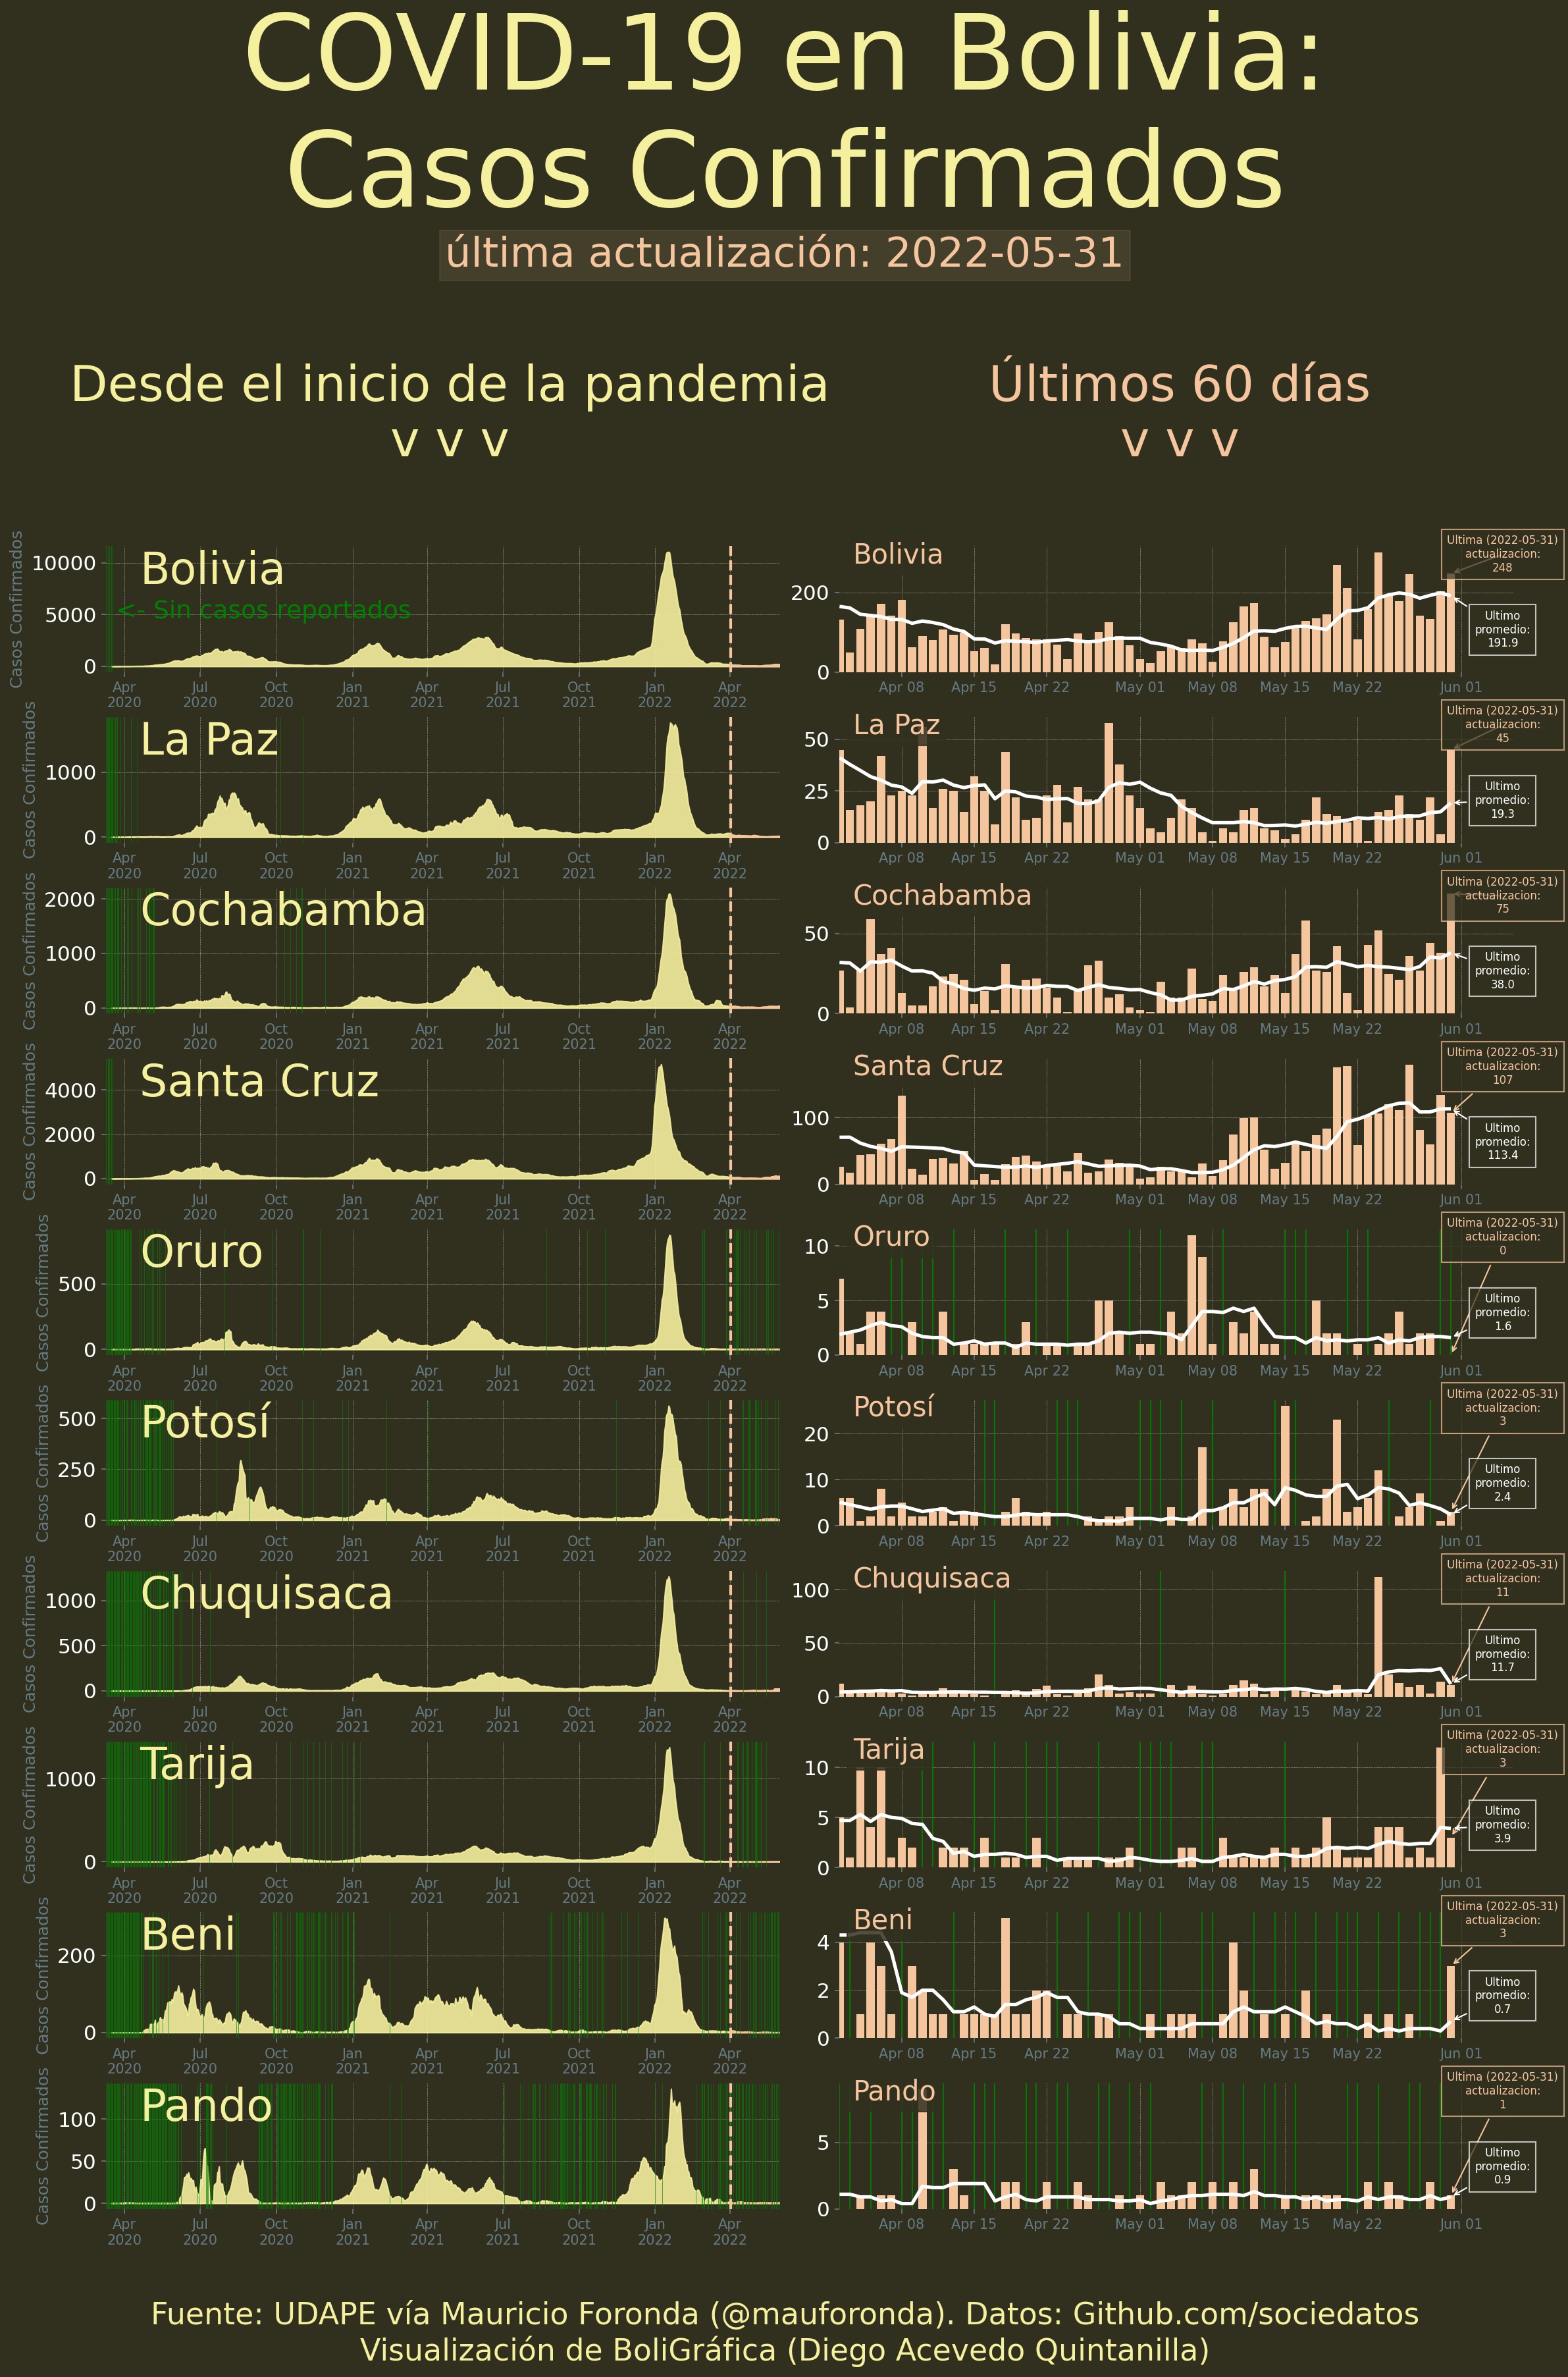 COVID-19 en Bolivia:
Casos Confirmados
última actualización: 2022-05-31
Desde el inicio de la pandemia
v v v
Últimos 60 días
v v v
Casos Confirmados
10000
5000
0
Bolivia
<- Sin casos reportados
Apr Jul Oct Jan Apr Jul Oct Jan Apr
2020 2020 2020 2021 2021 2021 2021 2022 2022
Bolivia
200
0
Apr 08 Apr 15 Apr 22 May 01 May 08 May 15 May 22 Jun 01
Ultima (2022-05-31)
actualizacion:
248
Ultimo
promedio:
191.9
Casos Confirmados
1000
0
La Paz
Apr Jul Oct Jan Apr Jul Oct Jan Apr
2020 2020 2020 2021 2021 2021 2021 2022 2022
La Paz
50
25
0
Apr 08 Apr 15 Apr 22 May 01 May 08 May 15 May 22 Jun 01
Ultima (2022-05-31)
actualizacion:
45
Ultimo
promedio:
19.3
Casos Confirmados
2000
1000
0
Cochabamba
Apr Jul Oct Jan Apr Jul Oct Jan Apr
2020 2020 2020 2021 2021 2021 2021 2022 2022
Cochabamba
50
0
Apr 08 Apr 15 Apr 22 May 01 May 08 May 15 May 22 Jun 01
Ultima (2022-05-31)
actualizacion:
75
Ultimo
promedio:
38.0
Casos Confirmados
4000
2000
0
Santa Cruz
Apr Jul Oct Jan Apr Jul Oct Jan Apr
2020 2020 2020 2021 2021 2021 2021 2022 2022
Santa Cruz
100
0
Apr 08 Apr 15 Apr 22 May 01 May 08 May 15 May 22 Jun 01
Ultima (2022-05-31)
actualizacion:
107
Ultimo
promedio:
113.4
Casos Confirmados
500
0
Oruro
Apr Jul Oct Jan Apr Jul Oct Jan Apr
2020 2020 2020 2021 2021 2021 2021 2022 2022
Oruro
10
5
0
Apr 08 Apr 15 Apr 22 May 01 May 08 May 15 May 22 Jun 01
Ultima (2022-05-31)
actualizacion:
0
Ultimo
promedio:
1.6
Casos Confirmados
500
250
0
Potosí
Apr Jul Oct Jan Apr Jul Oct Jan Apr
2020 2020 2020 2021 2021 2021 2021 2022 2022
Potosí
20
10
0
Apr 08 Apr 15 Apr 22 May 01 May 08 May 15 May 22 Jun 01
Ultima (2022-05-31)
actualizacion:
3
Ultimo
promedio:
2.4
Casos Confirmados
1000
500
0
Chuquisaca
Apr Jul Oct Jan Apr Jul Oct Jan Apr
2020 2020 2020 2021 2021 2021 2021 2022 2022
Chuquisaca
100
50
0
Apr 08 Apr 15 Apr 22 May 01 May 08 May 15 May 22 Jun 01
Ultima (2022-05-31)
actualizacion:
11
Ultimo
promedio:
11.7
Casos Confirmados
1000
0
Tarija
Apr Jul Oct Jan Apr Jul Oct Jan Apr
2020 2020 2020 2021 2021 2021 2021 2022 2022
Tarija
10
5
0
Apr 08 Apr 15 Apr 22 May 01 May 08 May 15 May 22 Jun 01
Ultima (2022-05-31)
actualizacion:
3
Ultimo
promedio:
3.9
Casos Confirmados
200
0
Beni
Apr Jul Oct Jan Apr Jul Oct Jan Apr
2020 2020 2020 2021 2021 2021 2021 2022 2022
Beni
4
2
0
Apr 08 Apr 15 Apr 22 May 01 May 08 May 15 May 22 Jun 01
Ultima (2022-05-31)
actualizacion:
3
Ultimo
promedio:
0.7
Casos Confirmados
100
50
0
Pando
Apr Jul Oct Jan Apr Jul Oct Jan Apr
2020 2020 2020 2021 2021 2021 2021 2022 2022
Pando
5
0
Apr 08 Apr 15 Apr 22 May 01 May 08 May 15 May 22 Jun 01
Ultima (2022-05-31)
actualizacion:
1
Ultimo
promedio:
0.9
Fuente: UDAPE vía Mauricio Foronda (@mauforonda). Datos: Github.com/sociedatos
Visualización de BoliGráfica (Diego Acevedo Quintanilla)